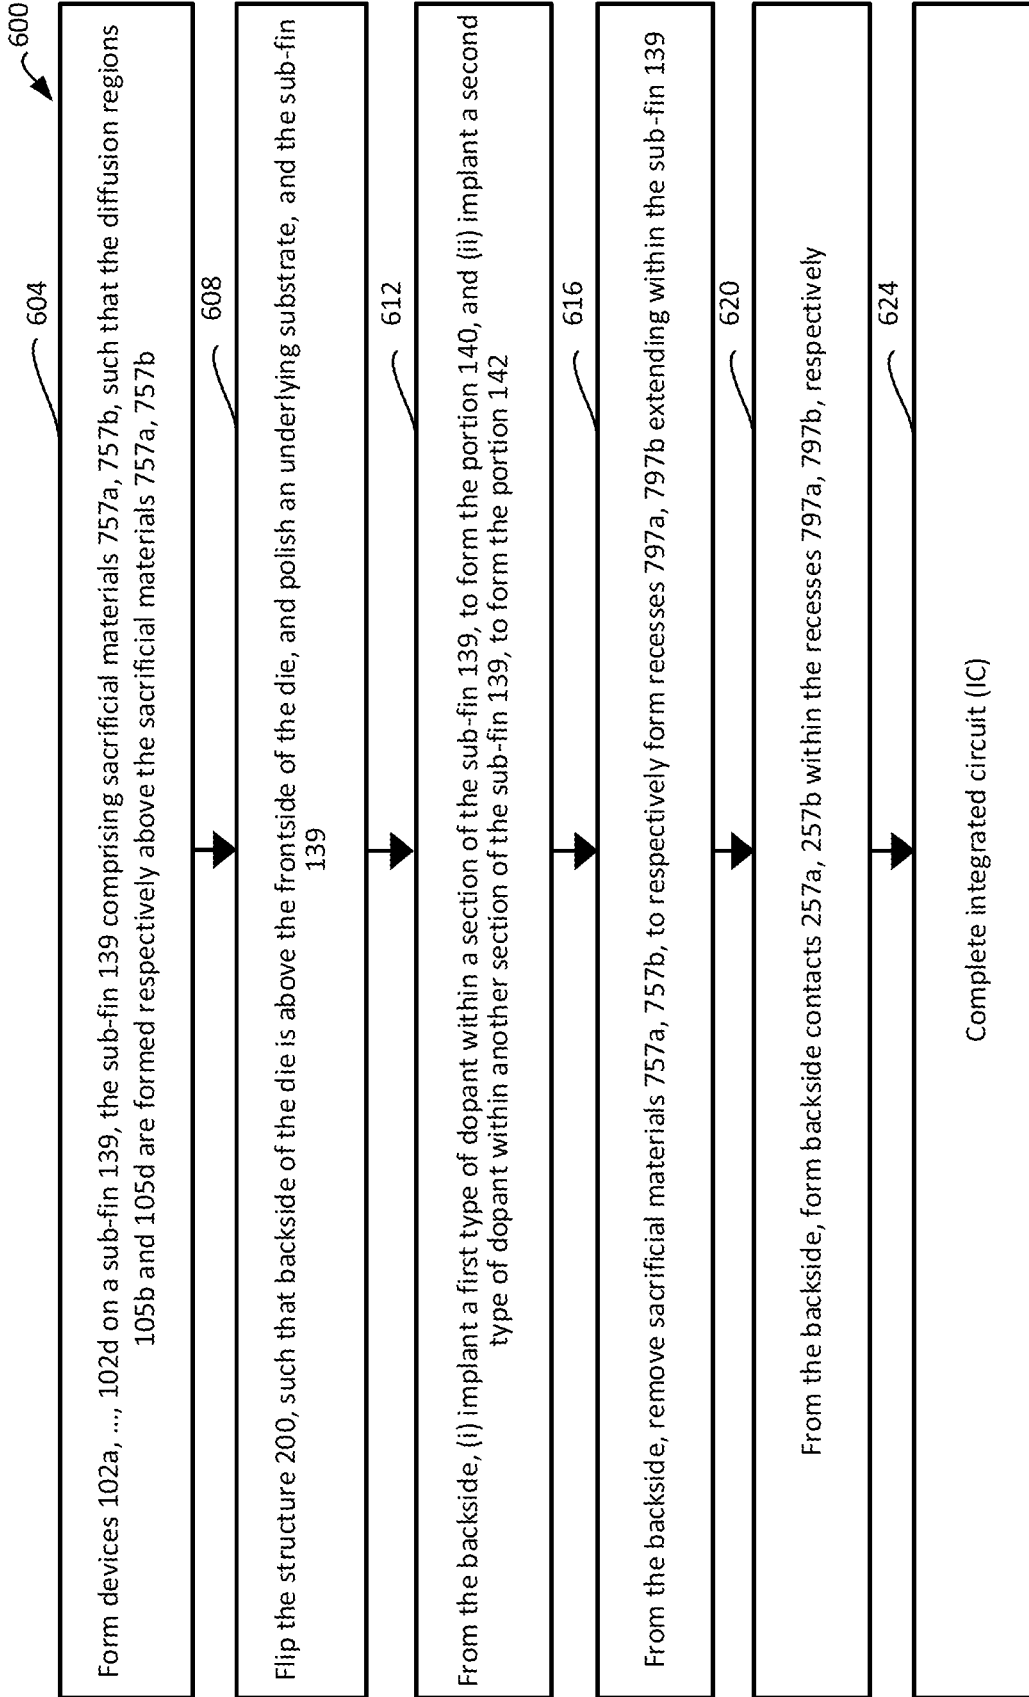 600
604
Form devices 102a, ..., 102d on a sub-fin 139, the sub-fin 139 comprising sacrificial materials 757a, 757b, such that the diffusion regions
105b and 105d are formed respectively above the sacrificial materials 757a, 757b
608
Flip the structure 200, such that backside of the die is above the frontside of the die, and polish an underlying substrate, and the sub-fin
139
612
From the backside, (i) implant a first type of dopant within a section of the sub-fin 139, to form the portion 140, and (ii) implant a second
type of dopant within another section of the sub-fin 139, to form the portion 142
616
From the backside, remove sacrificial materials 757a, 757b, to respectively form recesses 797a, 797b extending within the sub-fin 139
620
From the backside, form backside contacts 257a, 257b within the recesses 797a, 797b, respectively
624
Complete integrated circuit (IC)